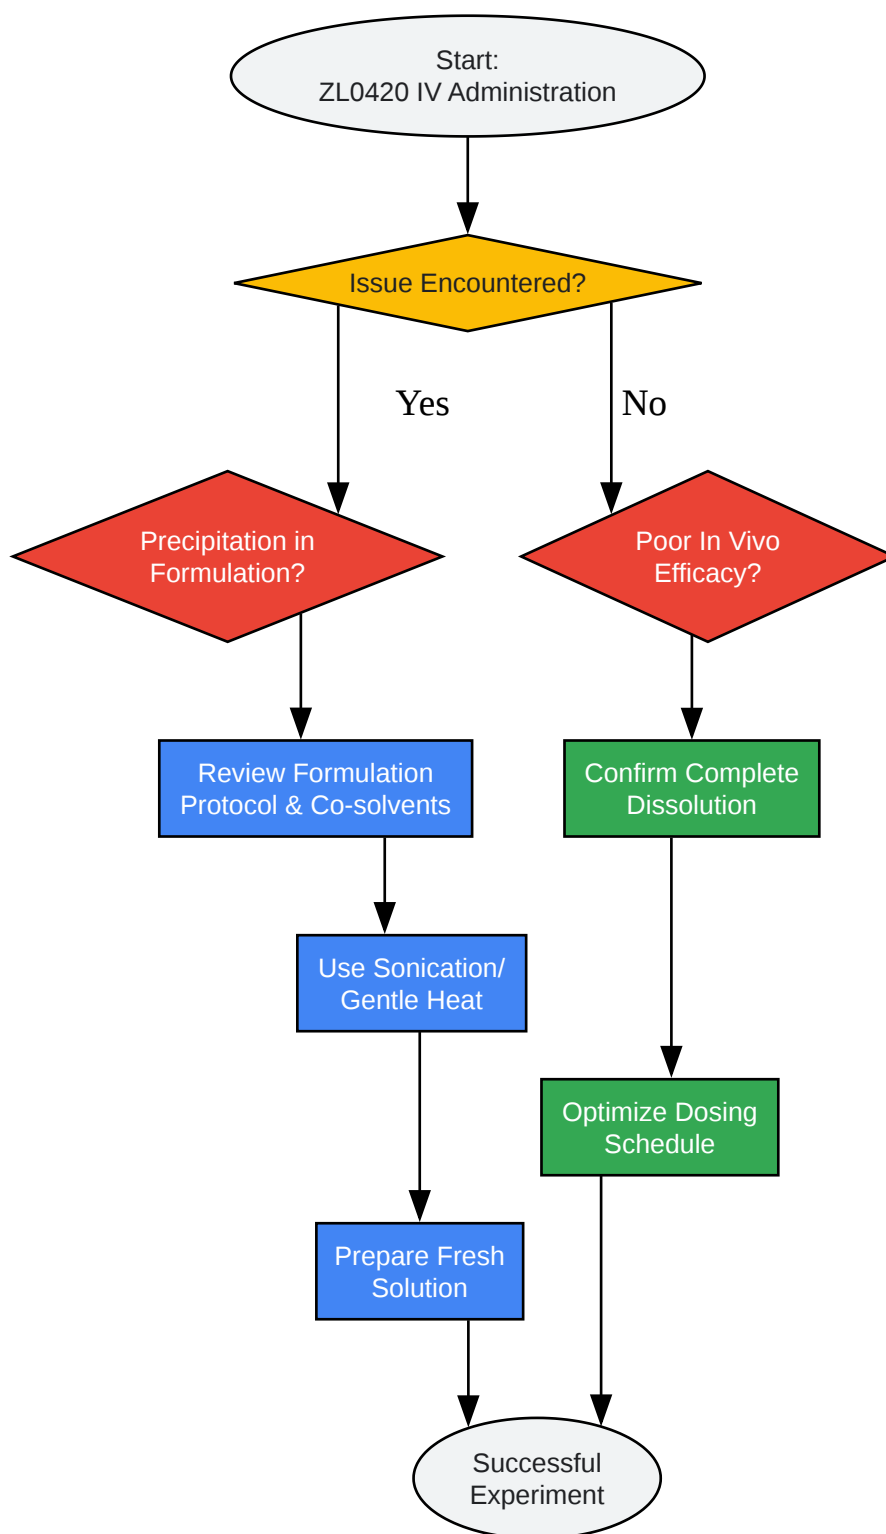 Start:
ZL0420 IV Administration
Issue Encountered?
Yes
No
Precipitation in
Formulation?
Poor In Vivo
Efficacy?
Review Formulation
Protocol & Co-solvents
Confirm Complete
Dissolution
Use Sonication/
Gentle Heat
Optimize Dosing
Schedule
Prepare Fresh
Solution
Successful
Experiment